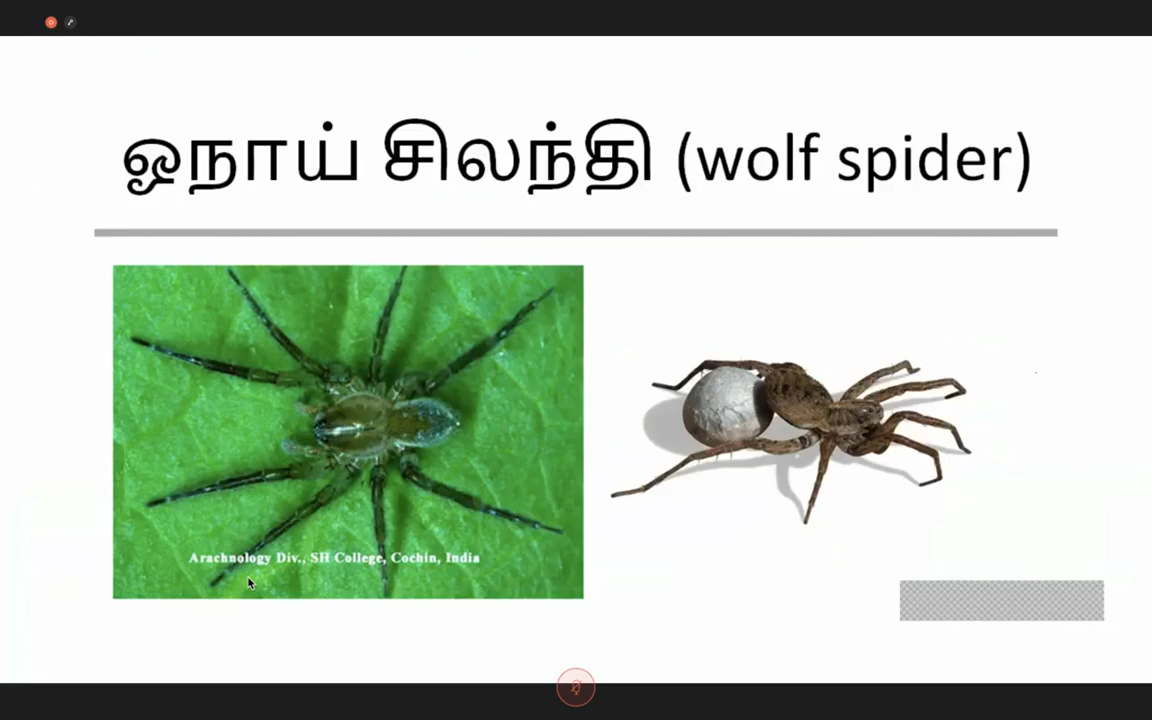 ஓநாய் சிலந்தி (wolf spider)
Arachnology Div., SH College, Cochin, India